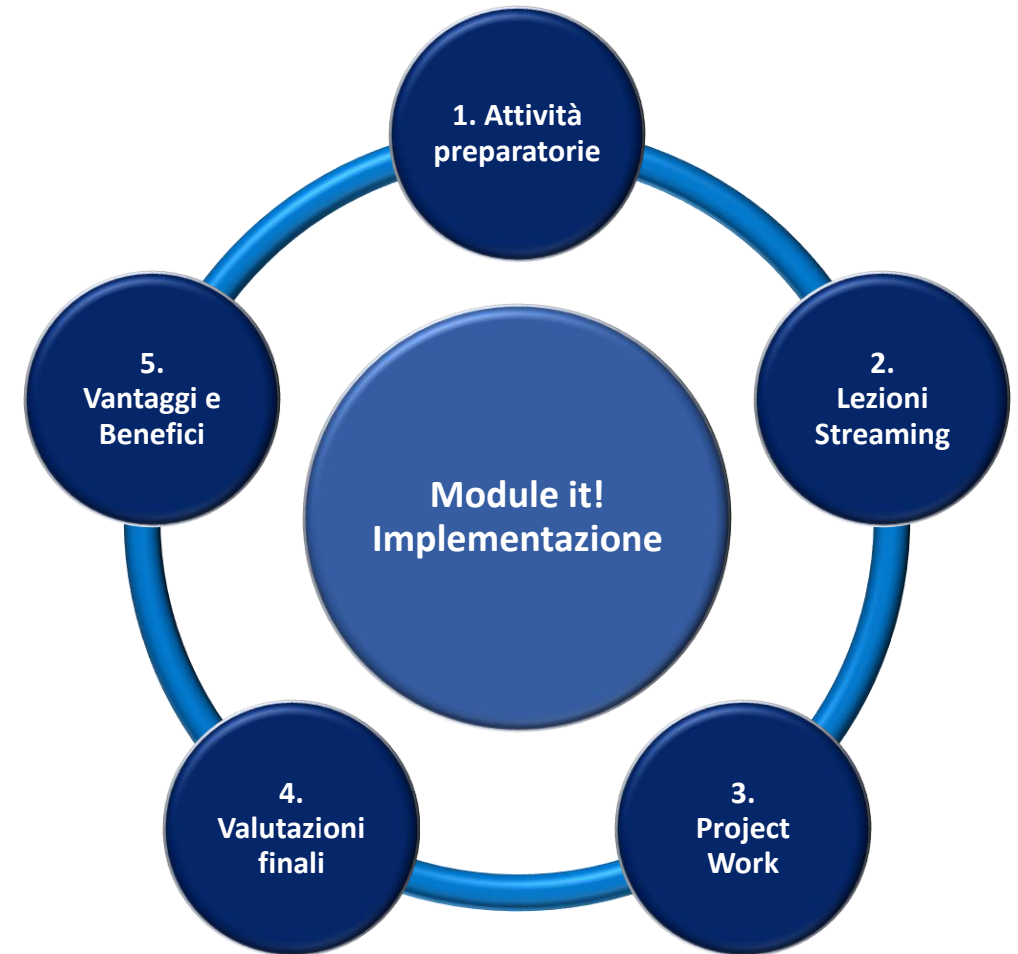 1. Attività
preparatorie
2.
Lezioni
Streaming
3.
Project
Work
4.
Valutazioni
finali
5.
Vantaggi e
Benefici
Module it!
Implementazione